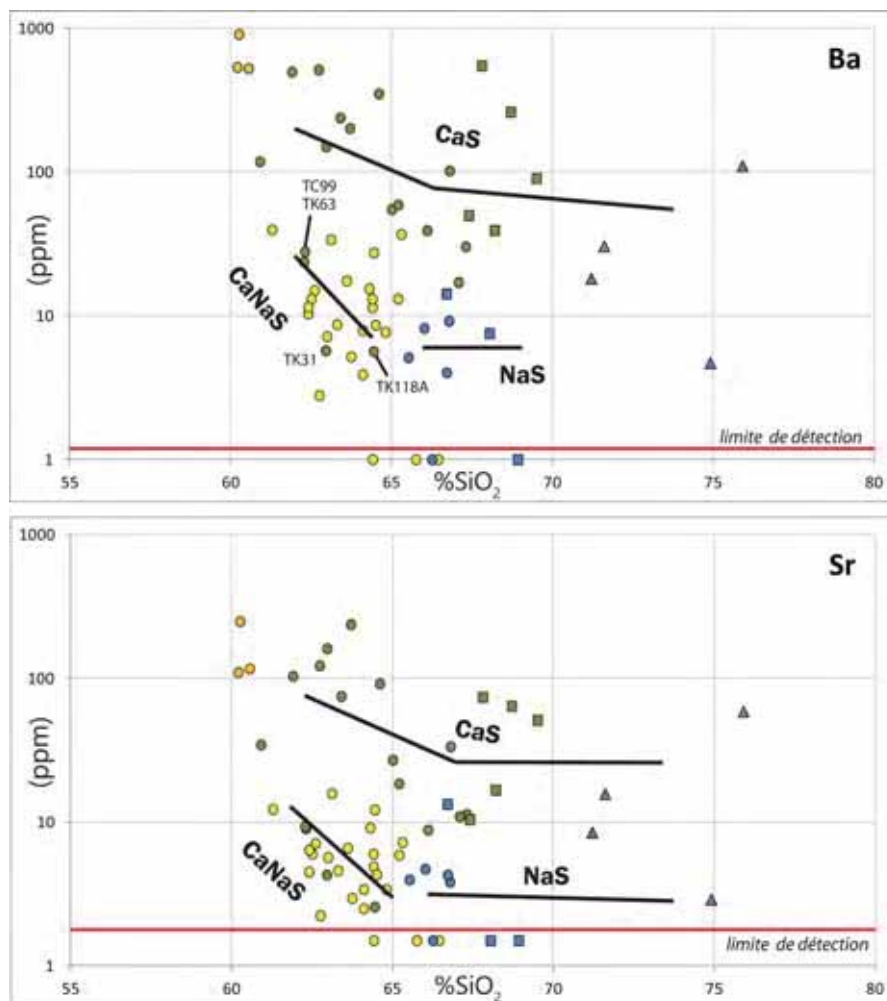 1000
Ba
CaS
100
TC99
TK63
(ppm)
CaNaS
10
TK31
TK118A
NaS
limite de détection
1
55 60 65 %SiO₂ 70 75 80
1000
Sr
100
CaS
(ppm)
10
CaNaS
NaS
limite de détection
1
55 60 65 %SiO₂ 70 75 80